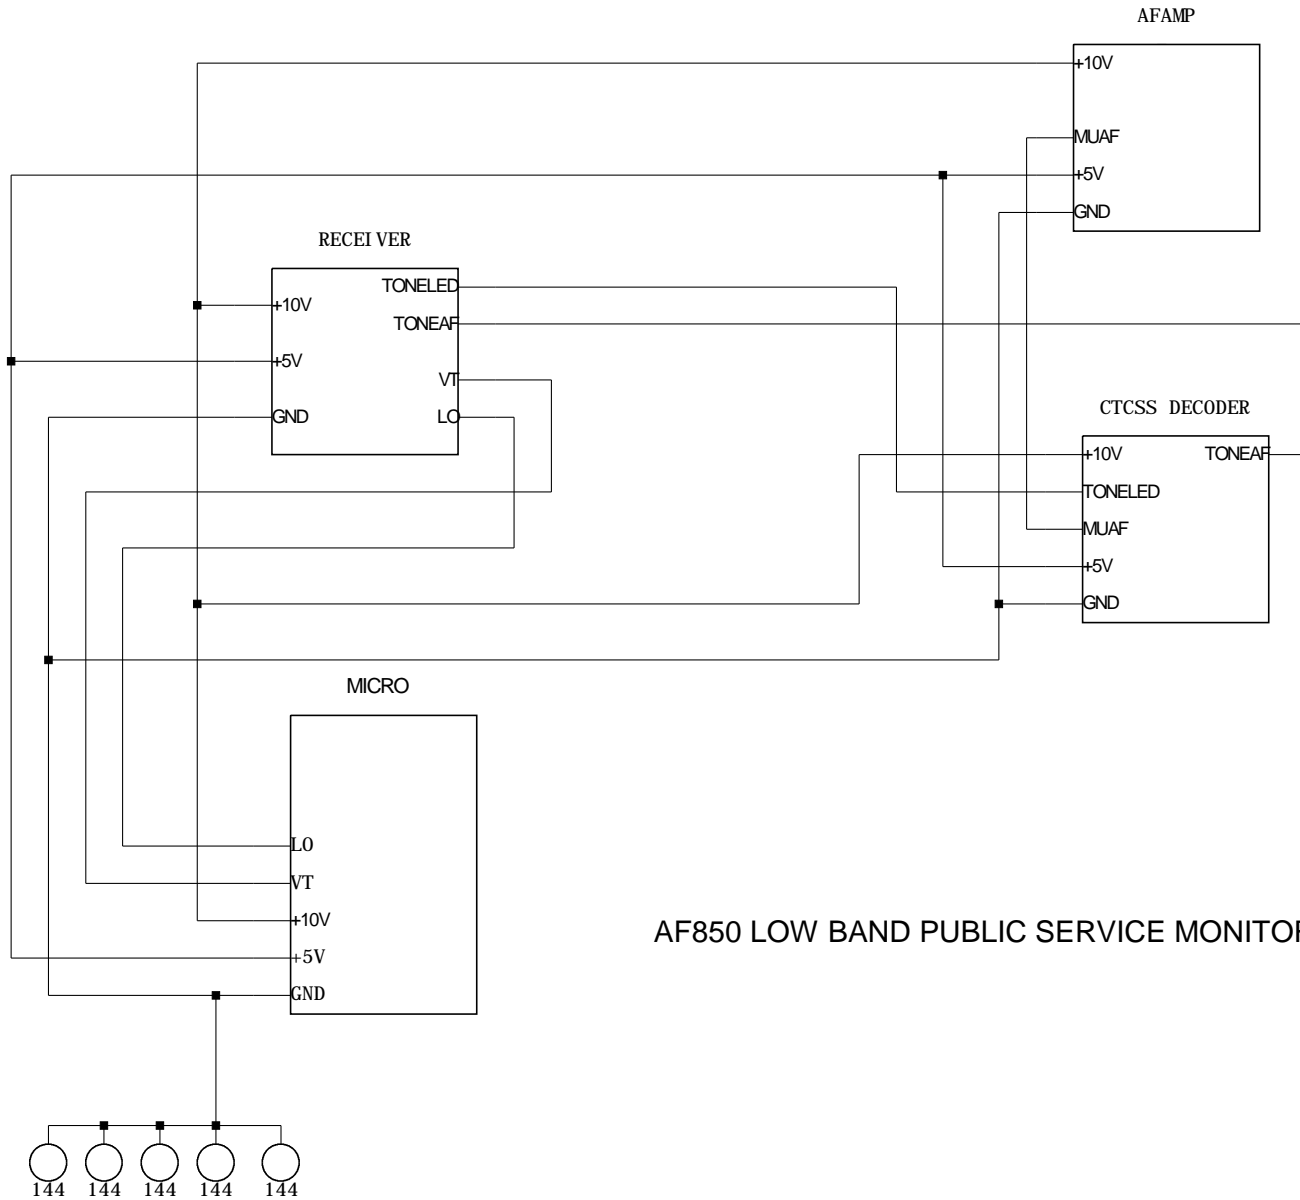 AFAMP
+10V
MUAF
+5V
GND
RECEIVER
TONELED
+10V
TONEAF
+5V
VT
GND
LO
CTCSS DECODER
+10V
TONEAF
TONELED
MUAF
+5V
GND
MICRO
LO
VT
+10V
+5V
GND
AF850 LOW BAND PUBLIC SERVICE MONITOR
144 144 144 144 144